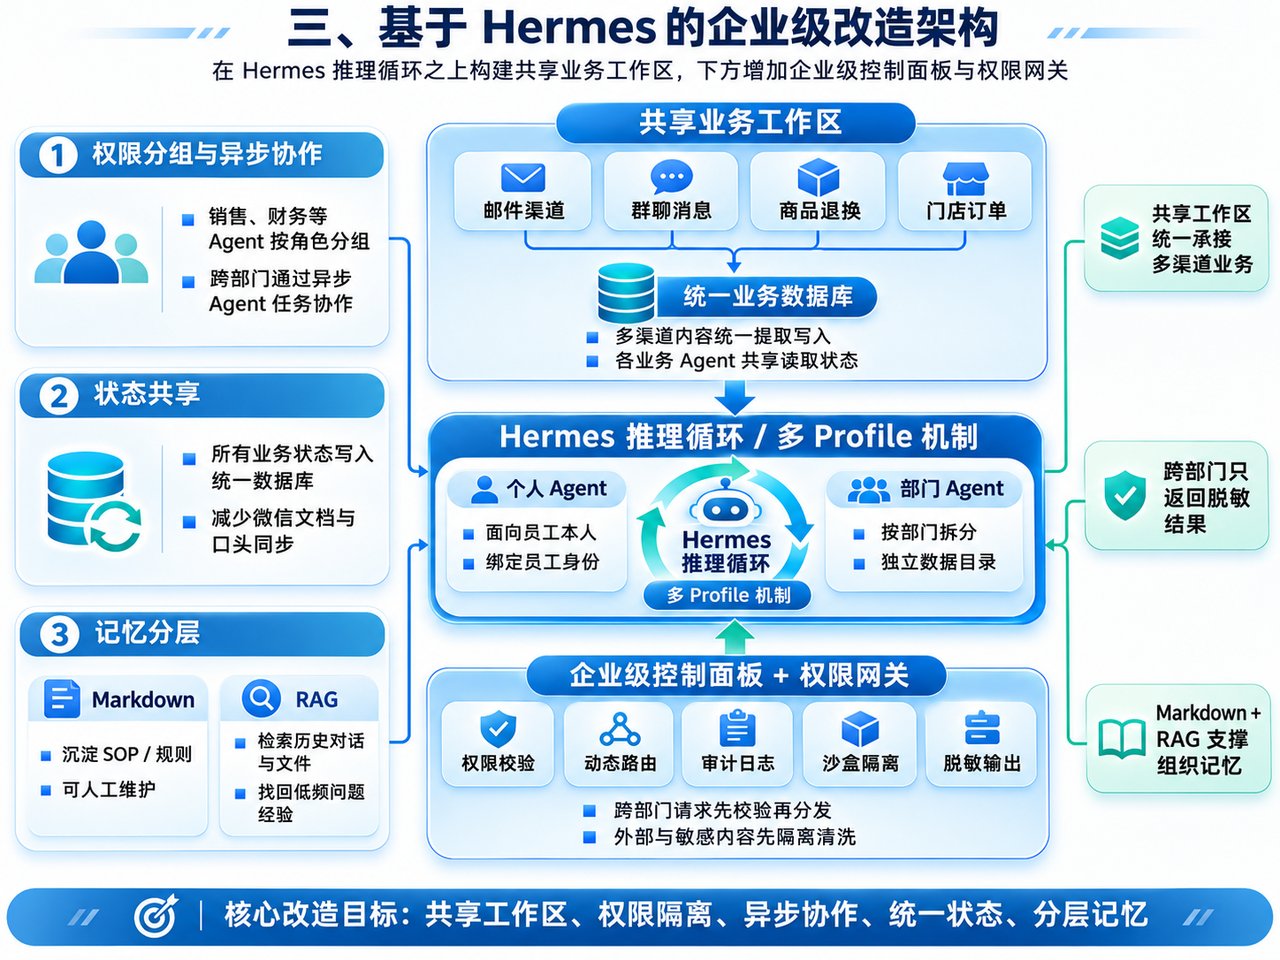 三、基于 Hermes 的企业级改造架构
在 Hermes 推理循环之上构建共享业务工作区，下方增加企业级控制面板与权限网关
1 权限分组与异步协作
销售、财务等
Agent 按角色分组
跨部门通过异步
Agent 任务协作
2 状态共享
所有业务状态写入
统一数据库
减少微信文档与
口头同步
3 记忆分层
Markdown
沉淀 SOP / 规则
可人工维护
RAG
检索历史对话
与文件
找回低频问题
经验
共享业务工作区
邮件渠道
群聊消息
商品退换
门店订单
统一业务数据库
多渠道内容统一提取写入
各业务 Agent 共享读取状态
Hermes 推理循环 / 多 Profile 机制
个人 Agent
面向员工本人
绑定员工身份
Hermes
推理循环
多 Profile 机制
部门 Agent
按部门拆分
独立数据目录
企业级控制面板 + 权限网关
权限校验
动态路由
审计日志
沙盒隔离
脱敏输出
跨部门请求先校验再分发
外部与敏感内容先隔离清洗
共享工作区
统一承接
多渠道业务
跨部门只
返回脱敏
结果
Markdown +
RAG 支撑
组织记忆
核心改造目标：共享工作区、权限隔离、异步协作、统一状态、分层记忆